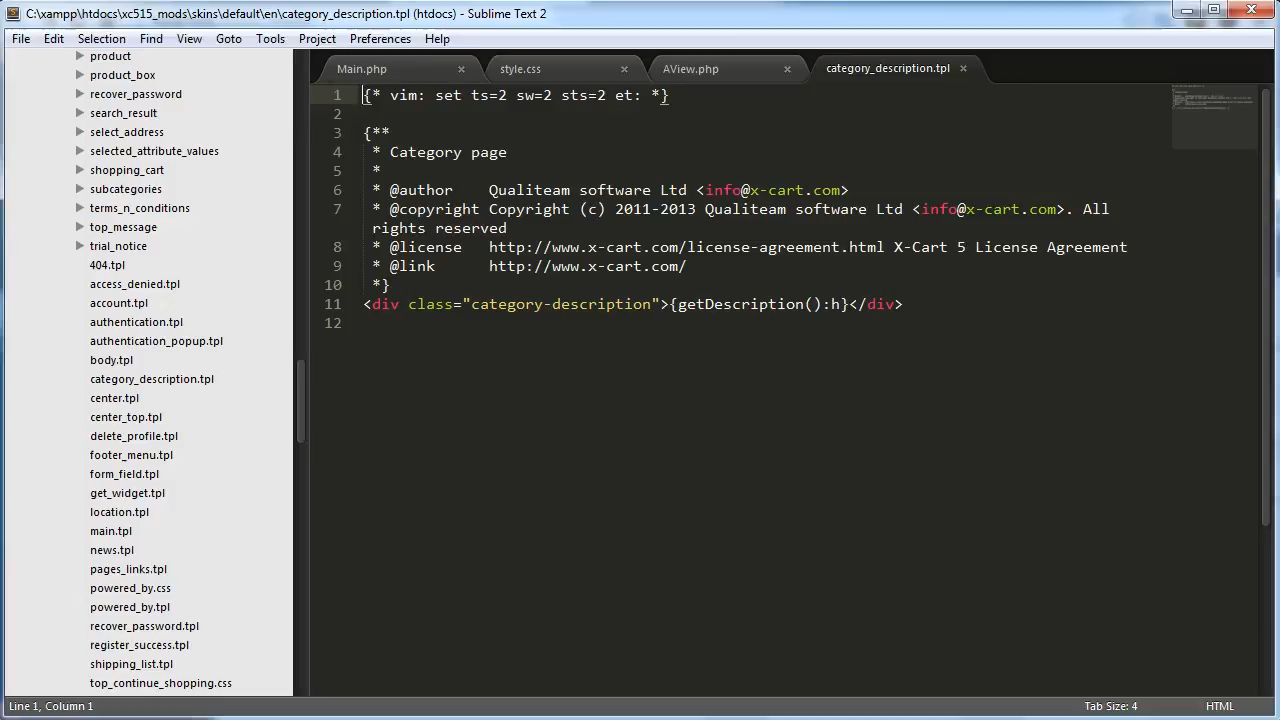 C:\xampp\htdocs\xc515_mods\skins\default\en\category_description.tpl (htdocs) - Sublime Text 2
File Edit Selection Find View Goto Tools Project Preferences Help
product
product_box
recover_password
search_result
select_address
selected_attribute_values
shopping_cart
subcategories
terms_n_conditions
top_message
trial_notice
404.tpl
access_denied.tpl
account.tpl
authentication.tpl
authentication_popup.tpl
body.tpl
category_description.tpl
center.tpl
center_top.tpl
delete_profile.tpl
footer_menu.tpl
form_field.tpl
get_widget.tpl
location.tpl
main.tpl
news.tpl
pages_links.tpl
powered_by.css
powered_by.tpl
recover_password.tpl
register_success.tpl
shipping_list.tpl
top_continue_shopping.css
Main.php × style.css × AView.php × category_description.tpl ×
1 {* vim: set ts=2 sw=2 sts=2 et: *}
2
3 {**
4  * Category page
5  *
6  * @author    Qualiteam software Ltd <info@x-cart.com>
7  * @copyright Copyright (c) 2011-2013 Qualiteam software Ltd <info@x-cart.com>. All
rights reserved
8  * @license   http://www.x-cart.com/license-agreement.html X-Cart 5 License Agreement
9  * @link      http://www.x-cart.com/
10  *}
11 <div class="category-description">{getDescription():h}</div>
12
Line 1, Column 1 Tab Size: 4 HTML